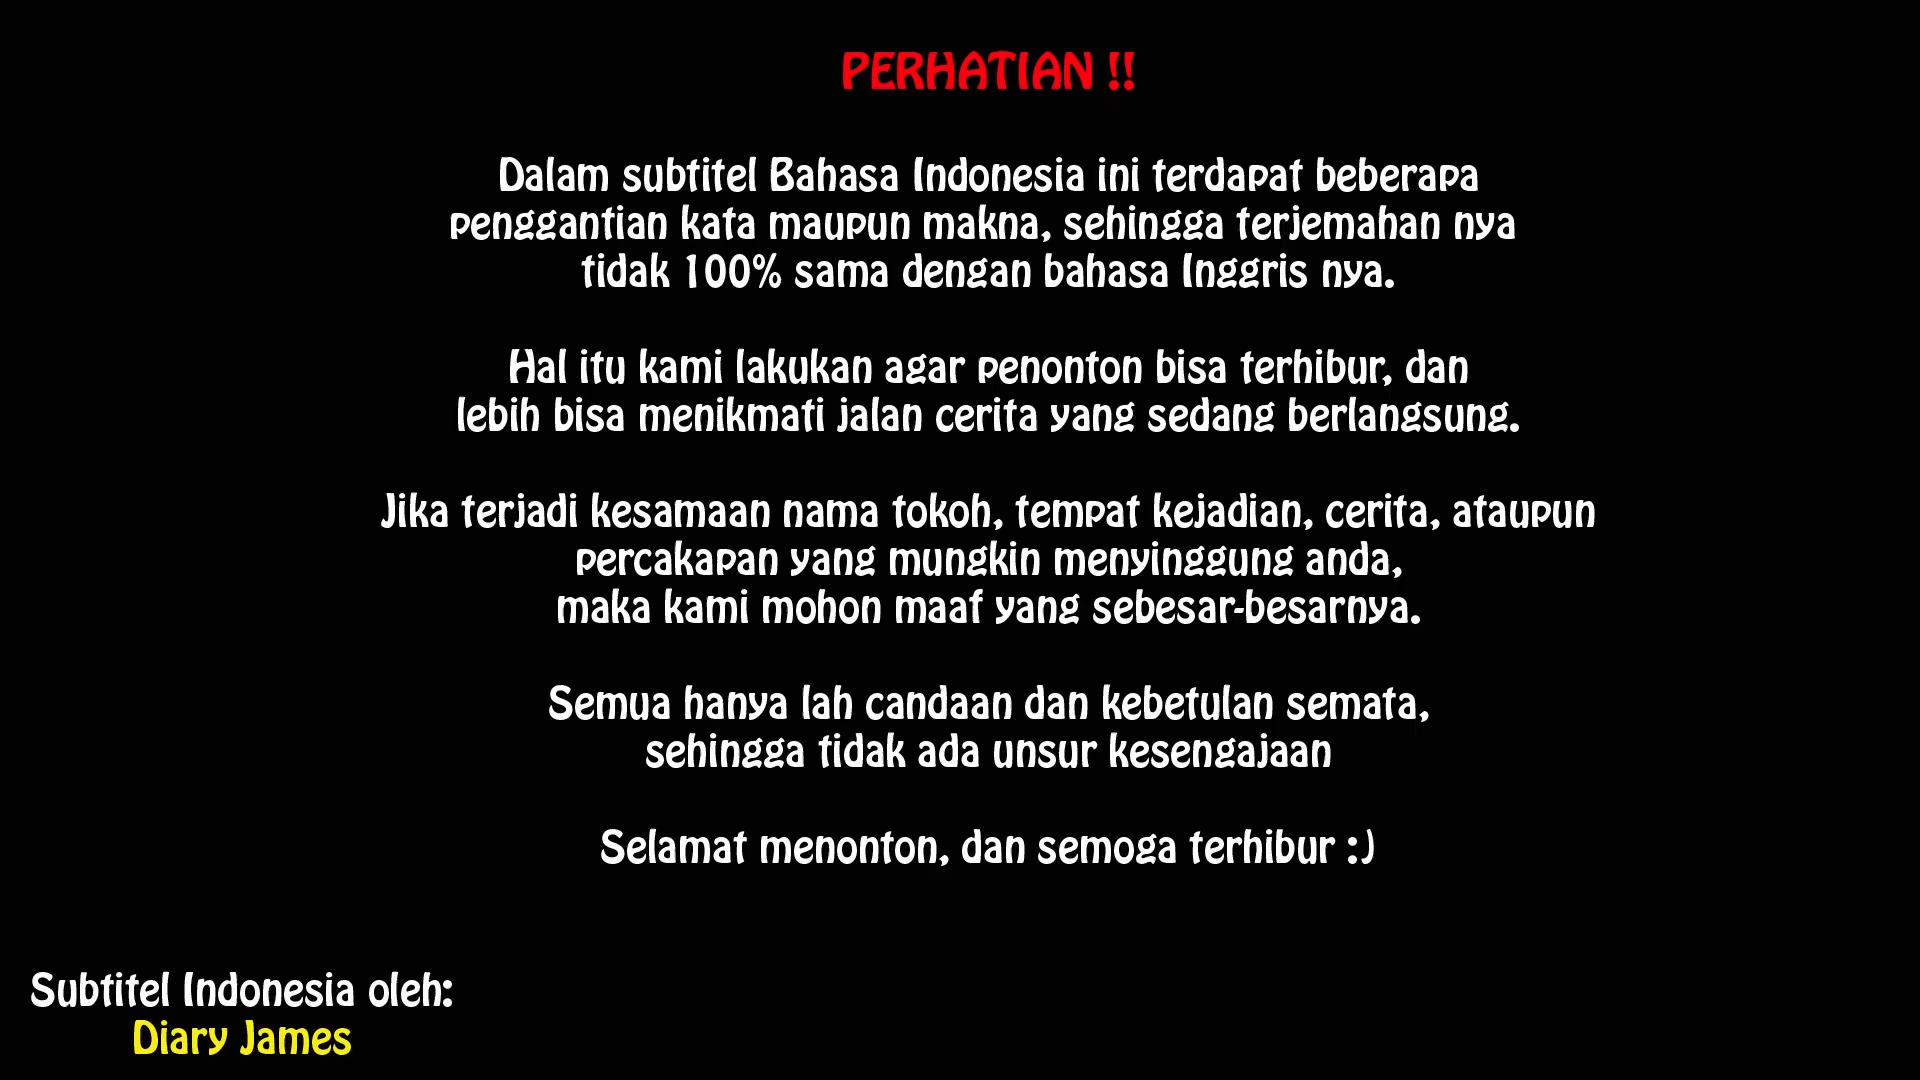 PERHATIAN !!
Dalam subtitel Bahasa Indonesia ini terdapat beberapa
penggantian kata maupun makna, sehingga terjemahan nya
tidak 100% sama dengan bahasa Inggris nya.
Hal itu kami lakukan agar penonton bisa terhibur, dan
lebih bisa menikmati jalan cerita yang sedang berlangsung.
Jika terjadi kesamaan nama tokoh, tempat kejadian, cerita, ataupun
percakapan yang mungkin menyinggung anda,
maka kami mohon maaf yang sebesar-besarnya.
Semua hanya lah candaan dan kebetulan semata,
sehingga tidak ada unsur kesengajaan
Selamat menonton, dan semoga terhibur :)
Subtitel Indonesia oleh:
Diary James